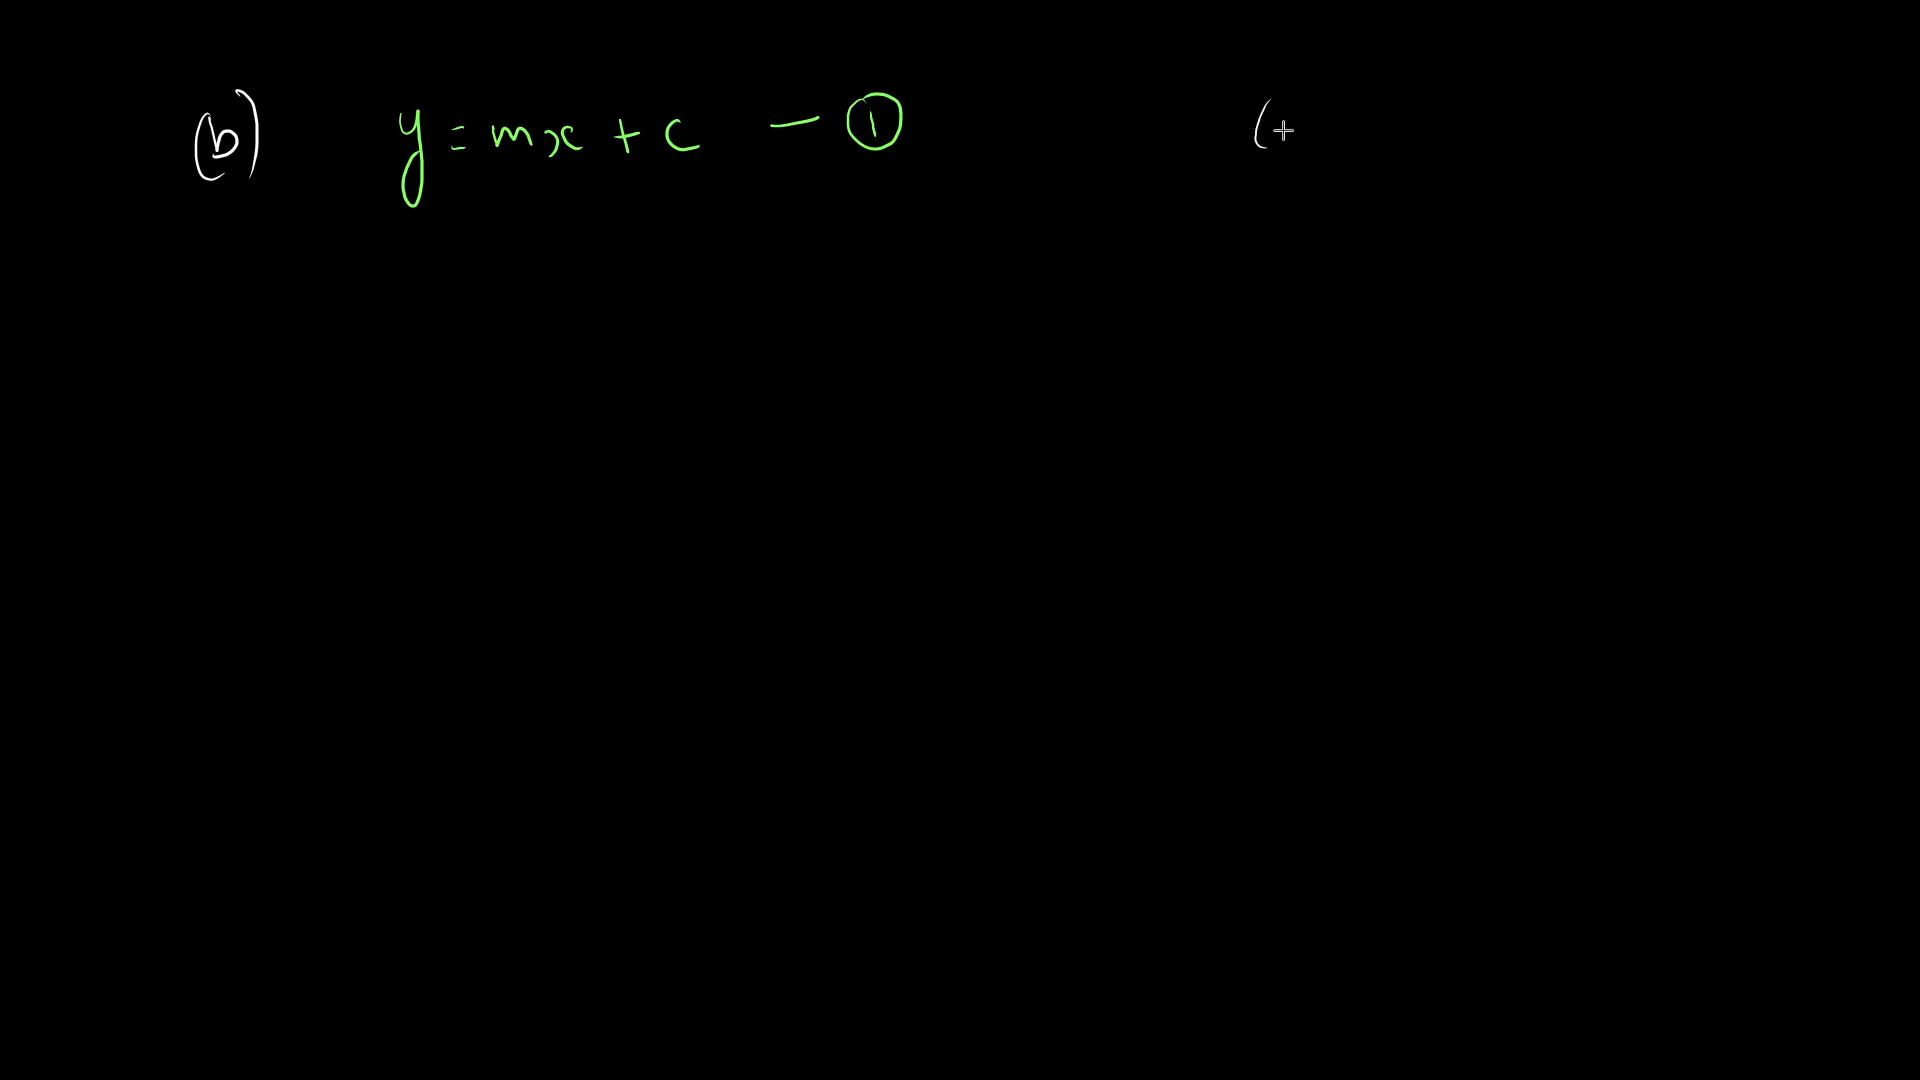 (b) y = mx + c — ① (